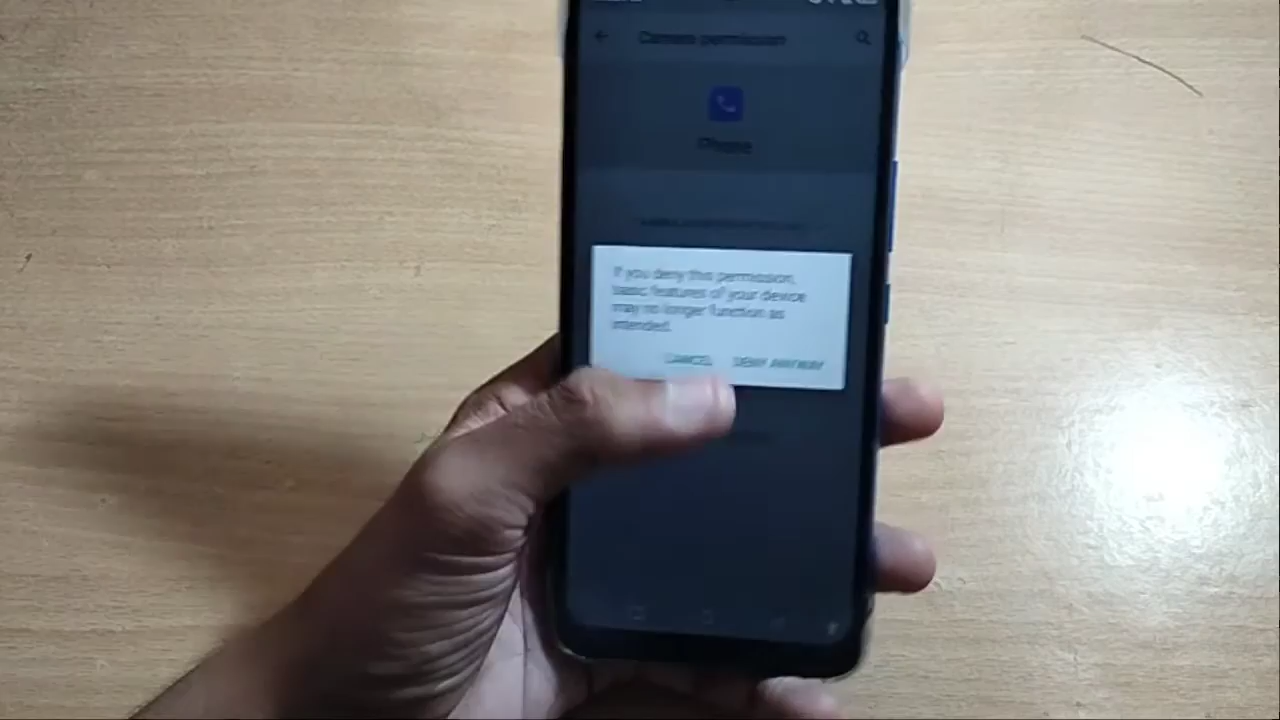 Camera permission
Phone
If you deny this permission,
basic features of your device
may no longer function as
intended.
CANCEL DENY ANYWAY